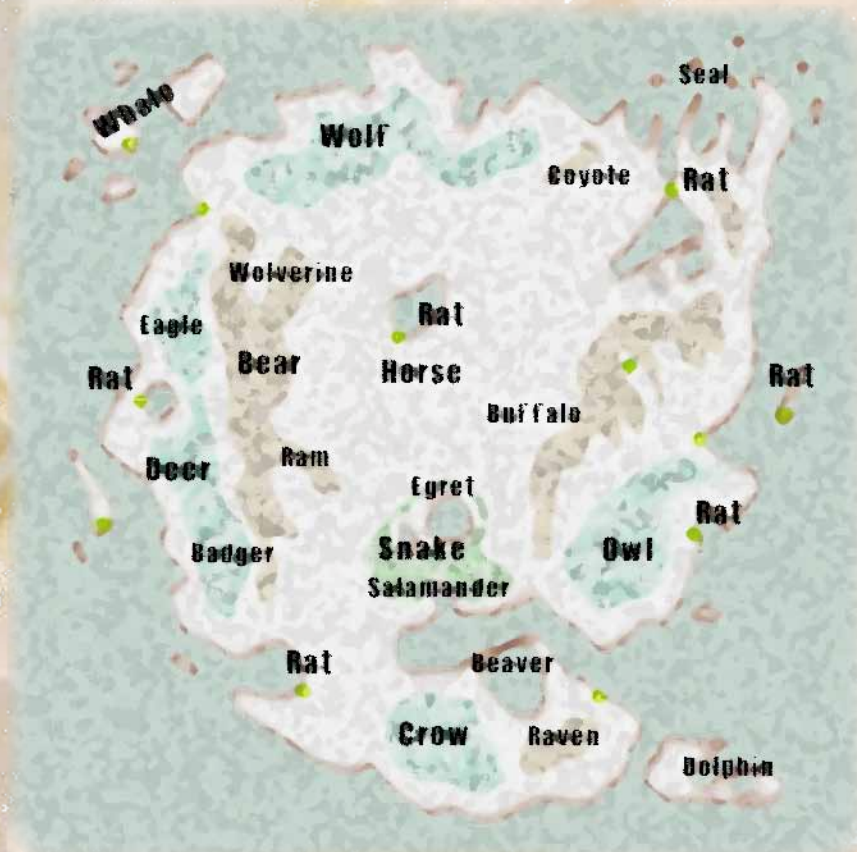 Seal
Whale
Wolf
Coyote
Rat
Wolverine
Rat
Eagle
Bear
Horse
Rat
Rat
Buffalo
Ram
Deer
Egret
Rat
Snake
Owl
Badger
Salamander
Rat
Beaver
Crow
Raven
Dolphin